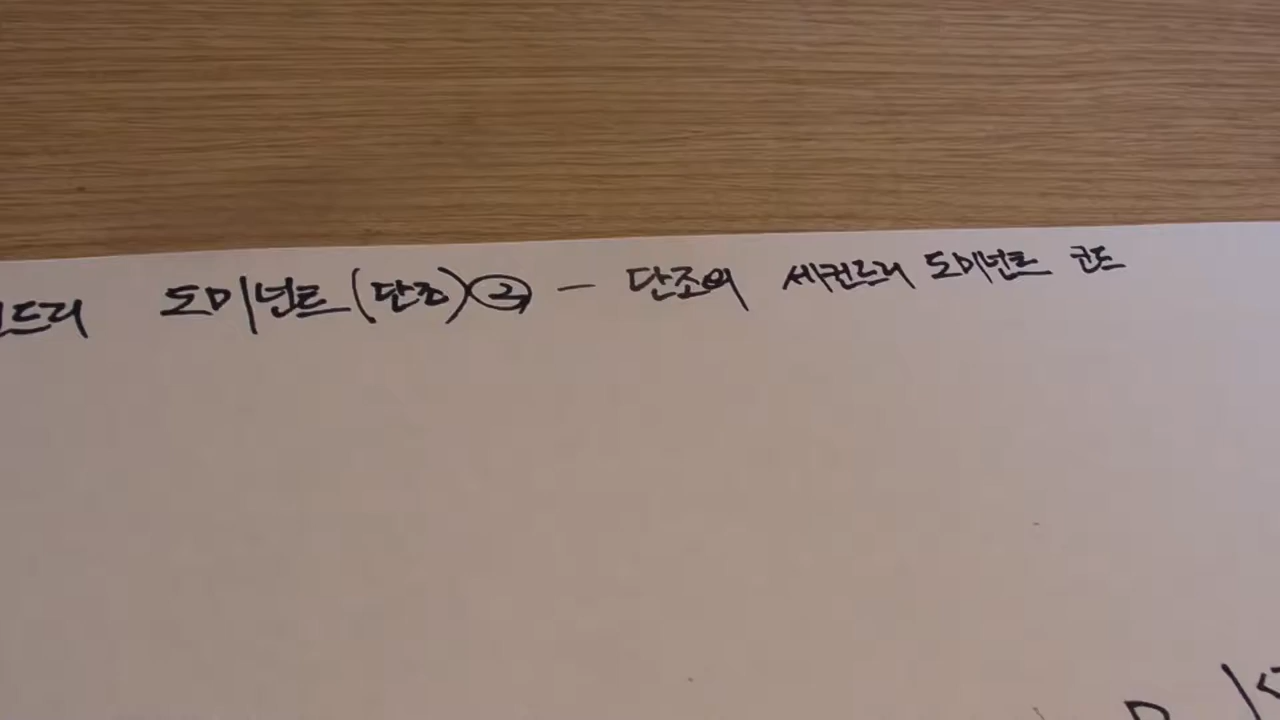 드리 도미넌트(단조)② - 단조의 세컨드리 도미넌트 코드